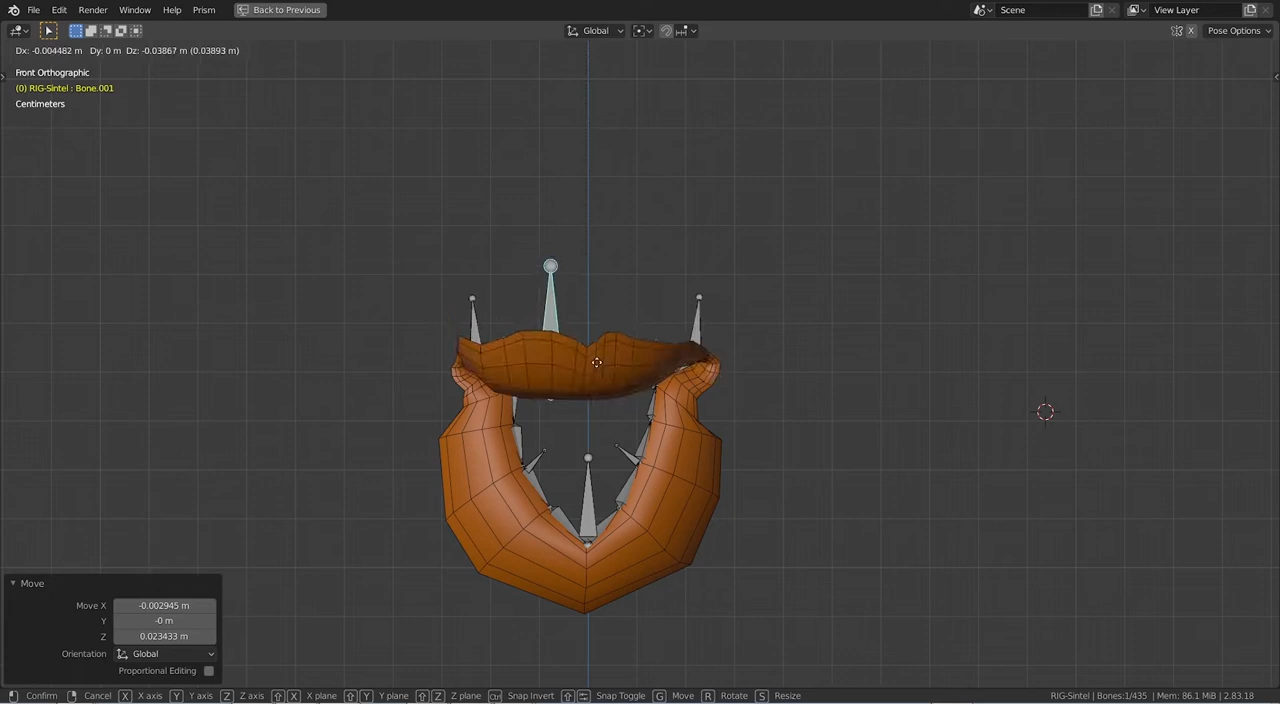 File Edit Render Window Help Prism Back to Previous Scene View Layer
Global Pose Options
X
Dx: -0.004482 m Dy: 0 m Dz: -0.03867 m (0.03893 m)
Front Orthographic
(0) RIG-Sintel : Bone.001
Centimeters
Move
Move X -0.002945 m
Y -0 m
Z 0.023433 m
Orientation Global
Proportional Editing
Confirm Cancel X X axis Y Y axis Z Z axis X X plane Y Y plane Z Z plane Ctrl Snap Invert Snap Toggle G Move R Rotate S Resize RIG-Sintel | Bones:1/435 | Mem: 86.1 MiB | 2.83.18